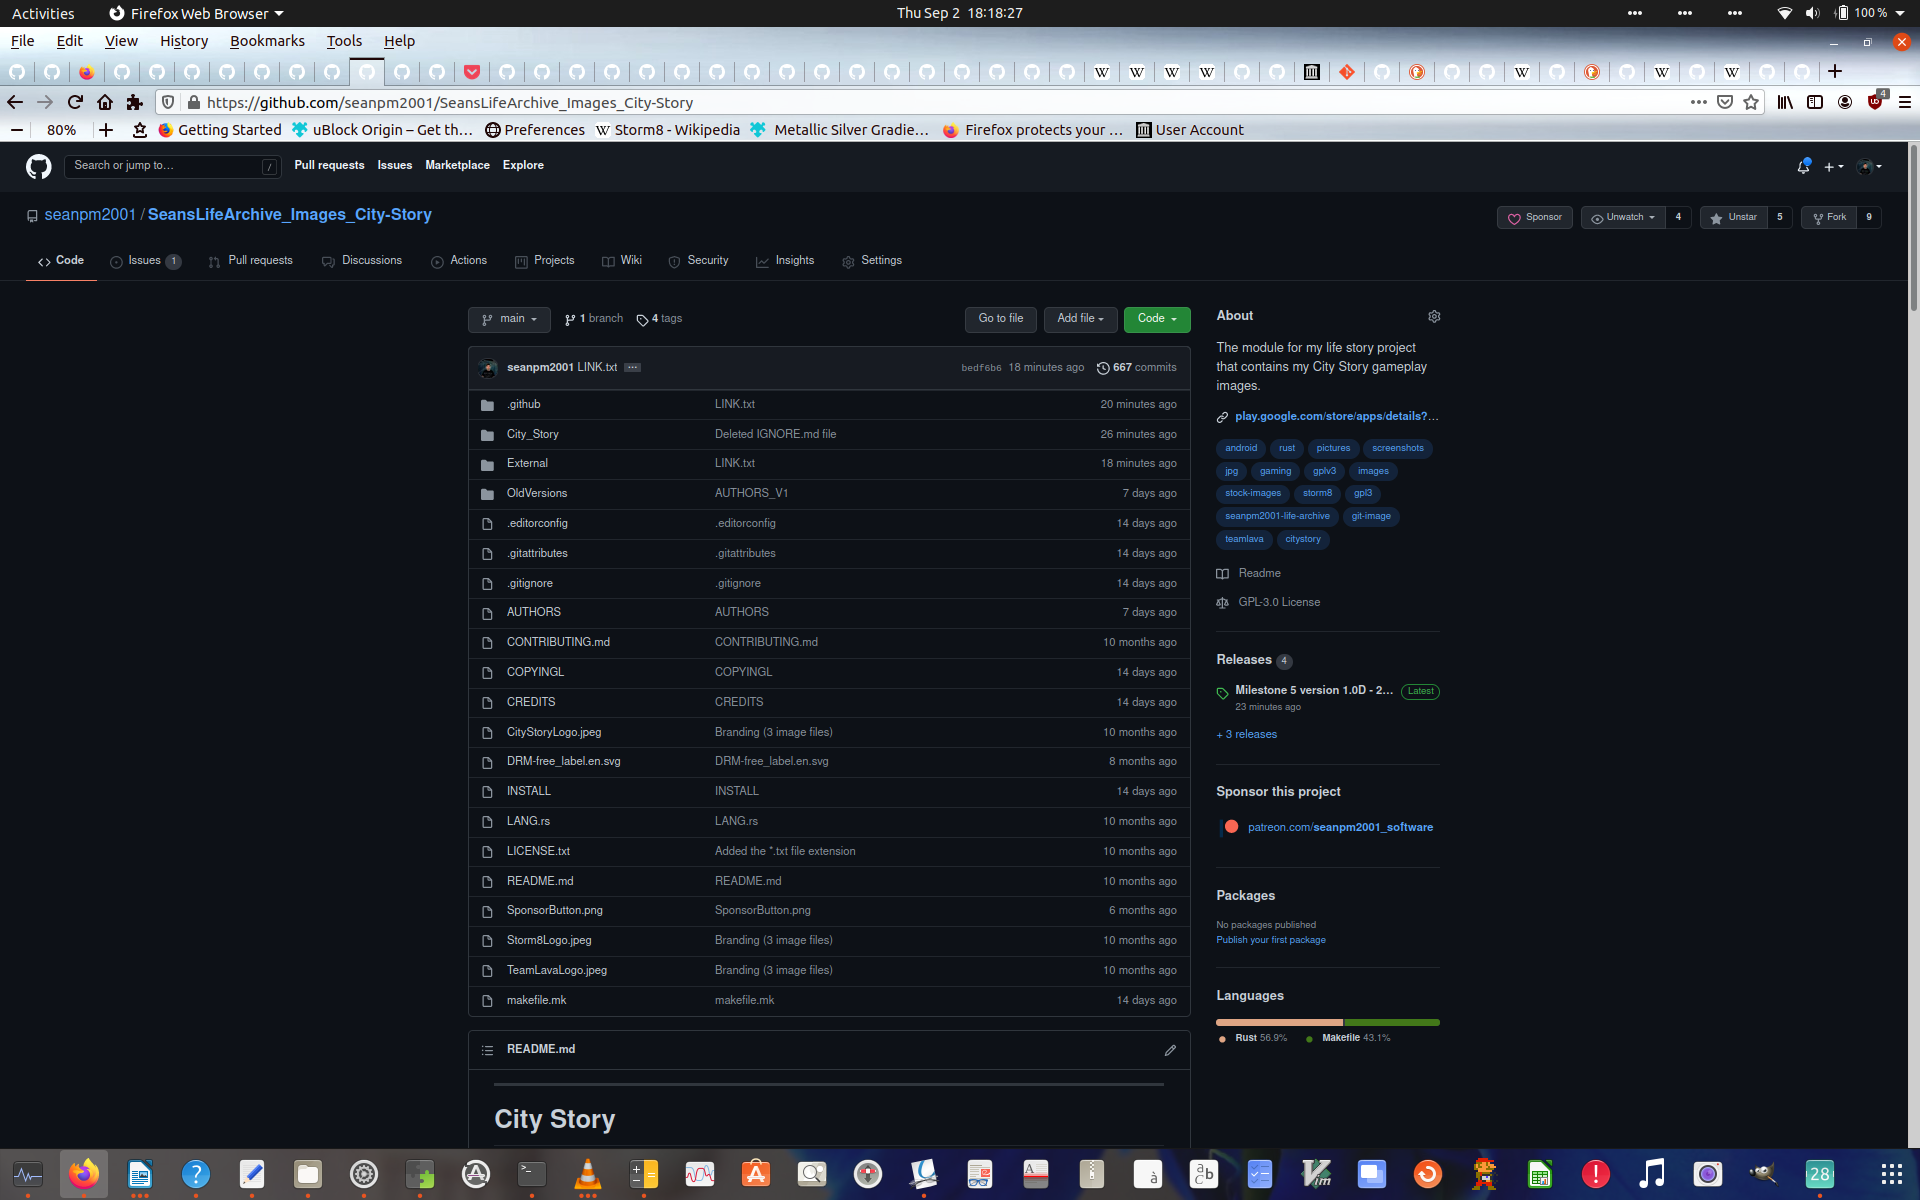 Activities Firefox Web Browser Thu Sep 2 18:18:27 100 %
File Edit View History Bookmarks Tools Help
https://github.com/seanpm2001/SeansLifeArchive_Images_City-Story 4
80% Getting Started uBlock Origin – Get th… Preferences Storm8 - Wikipedia Metallic Silver Gradie… Firefox protects your … User Account
Search or jump to… / Pull requests Issues Marketplace Explore
seanpm2001 / SeansLifeArchive_Images_City-Story Sponsor Unwatch 4 Unstar 5 Fork 9
Code Issues 1 Pull requests Discussions Actions Projects Wiki Security Insights Settings
main 1 branch 4 tags Go to file Add file Code
seanpm2001 LINK.txt bedf6b6 18 minutes ago 667 commits
.github LINK.txt 20 minutes ago
City_Story Deleted IGNORE.md file 26 minutes ago
External LINK.txt 18 minutes ago
OldVersions AUTHORS_V1 7 days ago
.editorconfig .editorconfig 14 days ago
.gitattributes .gitattributes 14 days ago
.gitignore .gitignore 14 days ago
AUTHORS AUTHORS 7 days ago
CONTRIBUTING.md CONTRIBUTING.md 10 months ago
COPYINGL COPYINGL 14 days ago
CREDITS CREDITS 14 days ago
CityStoryLogo.jpeg Branding (3 image files) 10 months ago
DRM-free_label.en.svg DRM-free_label.en.svg 8 months ago
INSTALL INSTALL 14 days ago
LANG.rs LANG.rs 10 months ago
LICENSE.txt Added the *.txt file extension 10 months ago
README.md README.md 10 months ago
SponsorButton.png SponsorButton.png 6 months ago
Storm8Logo.jpeg Branding (3 image files) 10 months ago
TeamLavaLogo.jpeg Branding (3 image files) 10 months ago
makefile.mk makefile.mk 14 days ago
README.md
City Story
About
The module for my life story project
that contains my City Story gameplay
images.
play.google.com/store/apps/details?…
android rust pictures screenshots
jpg gaming gplv3 images
stock-images storm8 gpl3
seanpm2001-life-archive git-image
teamlava citystory
Readme
GPL-3.0 License
Releases 4
Milestone 5 version 1.0D - 2… Latest
23 minutes ago
+ 3 releases
Sponsor this project
patreon.com/seanpm2001_software
Packages
No packages published
Publish your first package
Languages
Rust 56.9% Makefile 43.1%
28